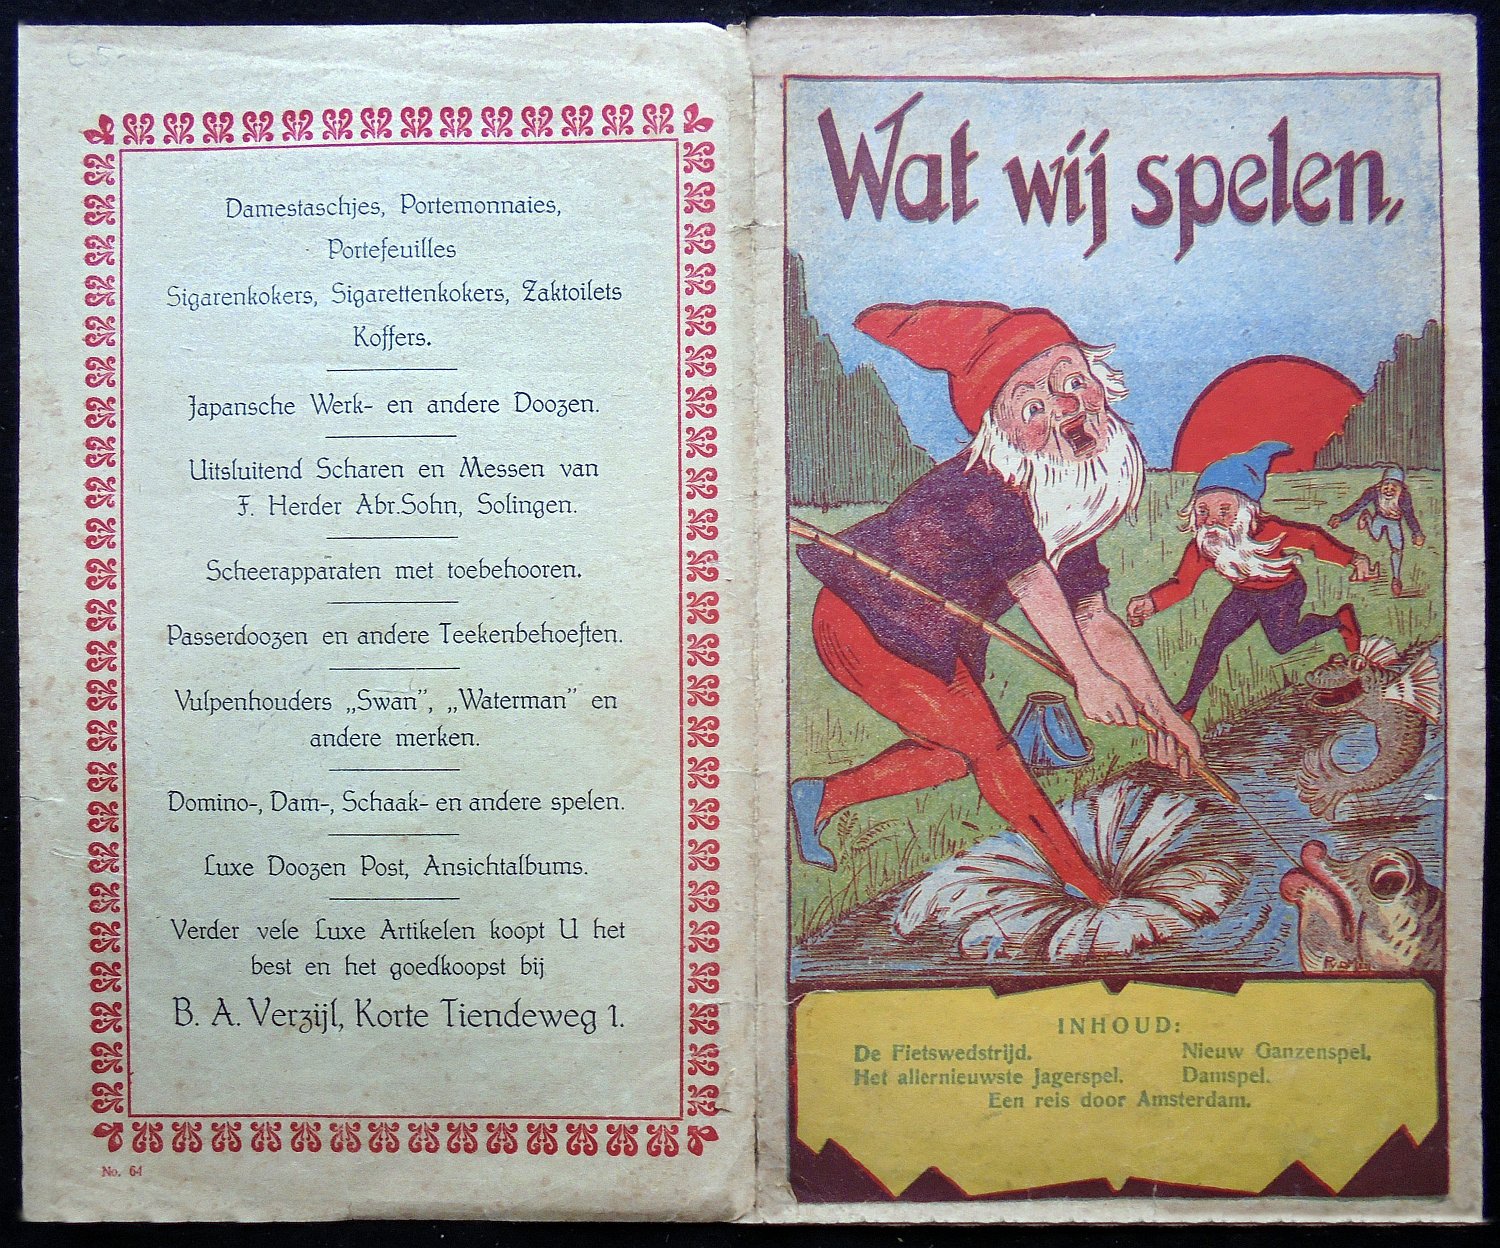 Damestaschjes, Portemonnaies,
Portefeuilles
Sigarenkokers, Sigarettenkokers, Zaktoilets
Koffers.
Japansche Werk- en andere Doozen.
Uitsluitend Scharen en Messen van
F. Herder Abr.Sohn, Solingen.
Scheerapparaten met toebehooren.
Passerdoozen en andere Teekenbehoeften.
Vulpenhouders „Swan”, „Waterman” en
andere merken.
Domino-, Dam-, Schaak- en andere spelen.
Luxe Doozen Post, Ansichtalbums.
Verder vele Luxe Artikelen koopt U het
best en het goedkoopst bij
B. A. Verzijl, Korte Tiendeweg 1.
No. 64
Wat wij spelen.
INHOUD:
De Fietswedstrijd. Nieuw Ganzenspel.
Het allernieuwste Jagerspel. Damspel.
Een reis door Amsterdam.